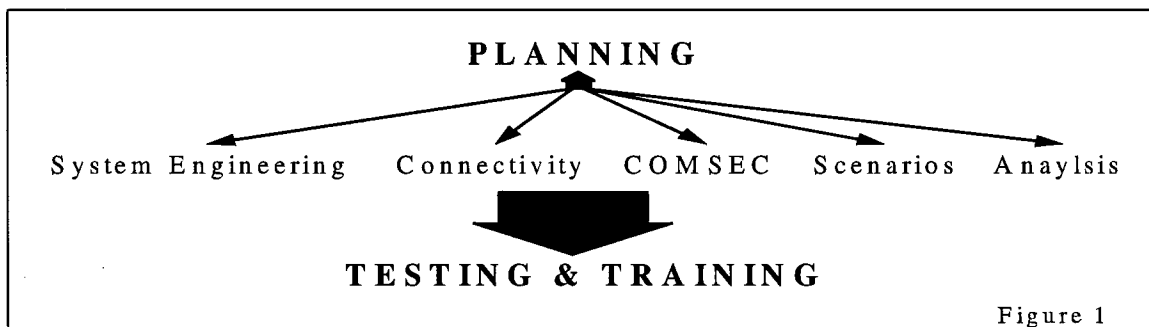 PLANNING
System Engineering Connectivity COMSEC Scenarios Anaylsis
TESTING & TRAINING
Figure 1